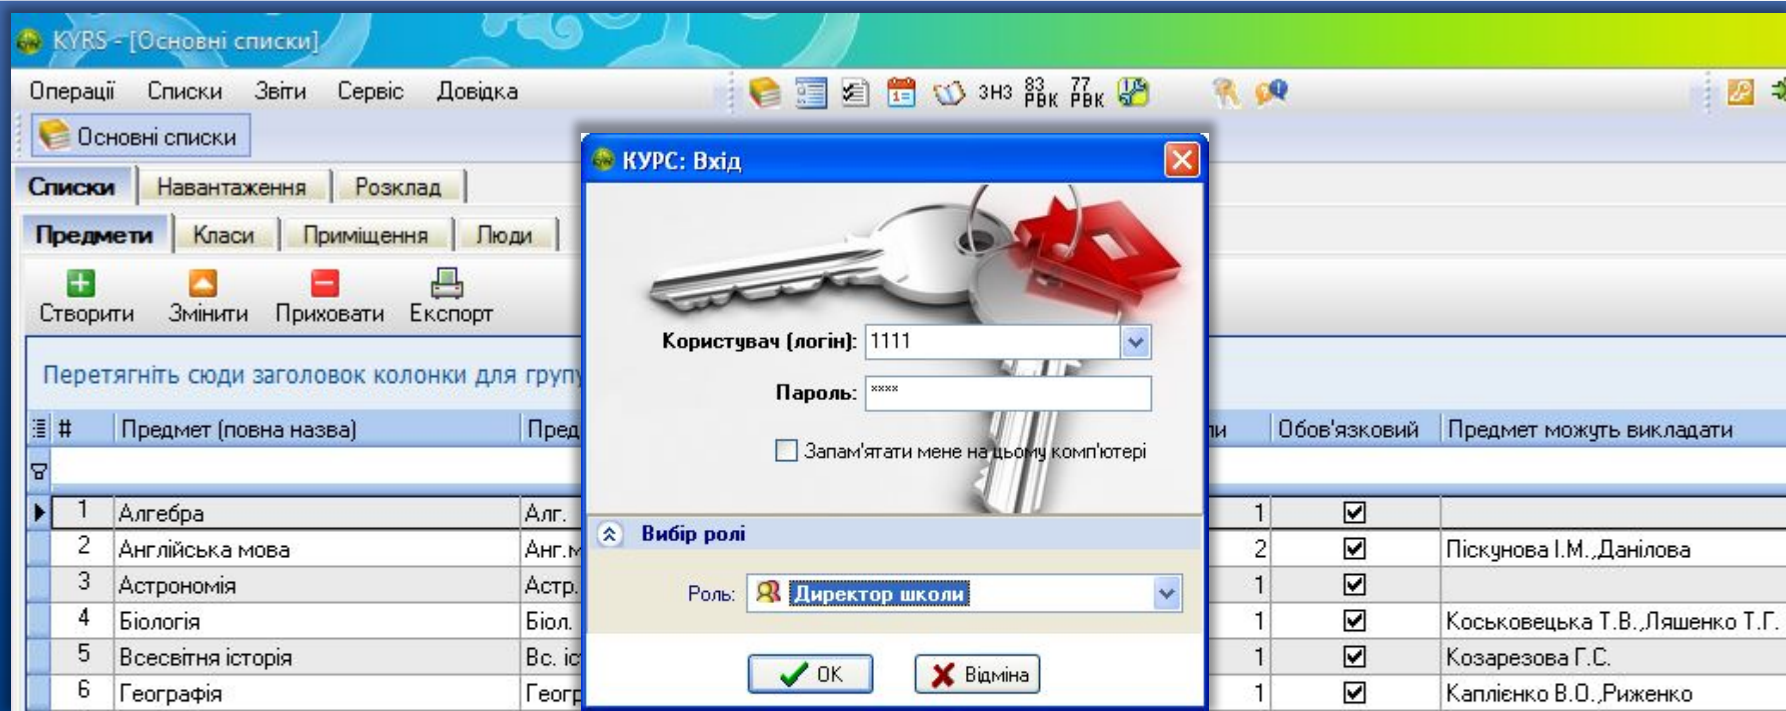 KYRS - [Основні списки]
Операції Списки Звіти Сервіс Довідка
1= ЗНЗ 83 РВК 77 РВК
Основні списки
Списки Навантаження Розклад
Предмети Класи Приміщення Люди
Створити Змінити Приховати Експорт
Перетягніть сюди заголовок колонки для групу
# Предмет (повна назва) Пред ли Обов'язковий Предмет можуть викладати
1 Алгебра Алг. 1
2 Англійська мова Анг.м 2 Піскунова І.М.,Данілова
3 Астрономія Астр. 1
4 Біологія Біол. 1 Коськовецька Т.В.,Ляшенко Т.Г.
5 Всесвітня історія Вс. іс 1 Козарезова Г.С.
6 Географія Геогр 1 Каплієнко В.О.,Риженко
КУРС: Вхід
Користувач (логін): 1111
Пароль: ****
Запам'ятати мене на цьому комп'ютері
Вибір ролі
Роль: Директор школи
OK Відміна